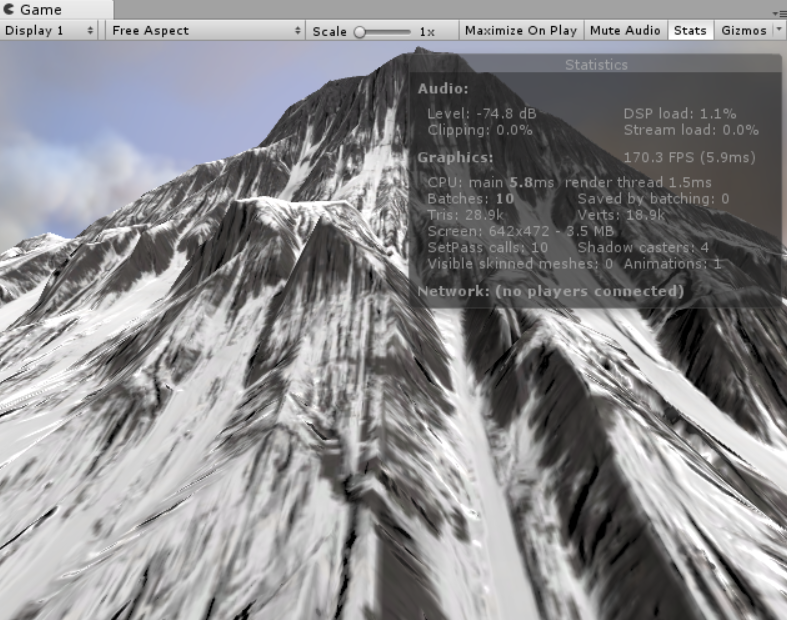 Game
Display 1 Free Aspect Scale 1x Maximize On Play Mute Audio Stats Gizmos
Statistics
Audio:
Level: -74.8 dB DSP load: 1.1%
Clipping: 0.0% Stream load: 0.0%
Graphics: 170.3 FPS (5.9ms)
CPU: main 5.8ms render thread 1.5ms
Batches: 10 Saved by batching: 0
Tris: 28.9k Verts: 18.9k
Screen: 642x472 - 3.5 MB
SetPass calls: 10 Shadow casters: 4
Visible skinned meshes: 0 Animations: 1
Network: (no players connected)